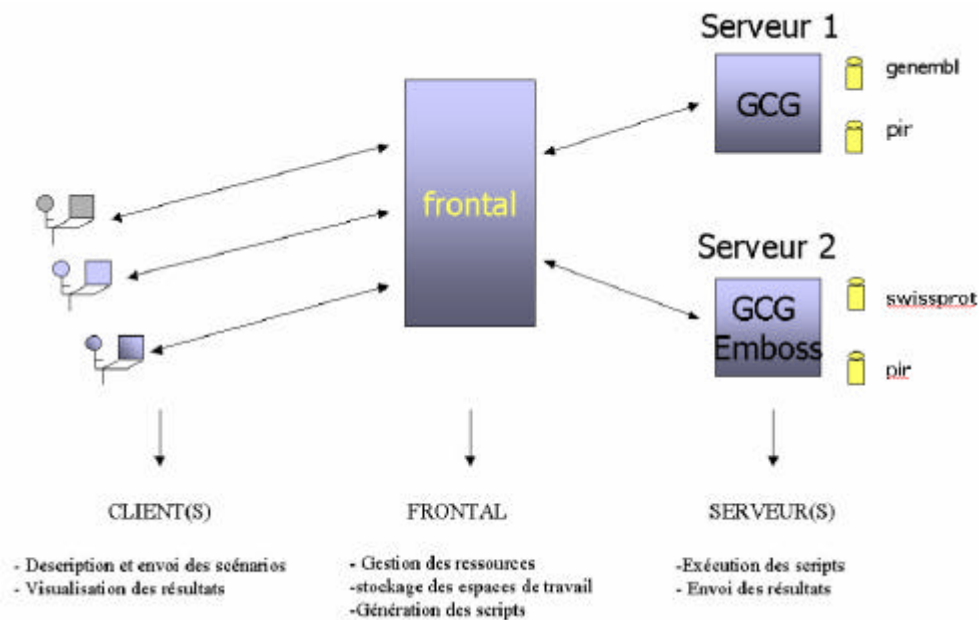 Serveur 1
GCG
genembl
pir
frontal
Serveur 2
GCG
Emboss
swissprot
pir
CLIENT(S)
- Description et envoi des scénarios
- Visualisation des résultats
FRONTAL
- Gestion des ressources
-stockage des espaces de travail
-Génération des scripts
SERVEUR(S)
-Exécution des scripts
- Envoi des résultats